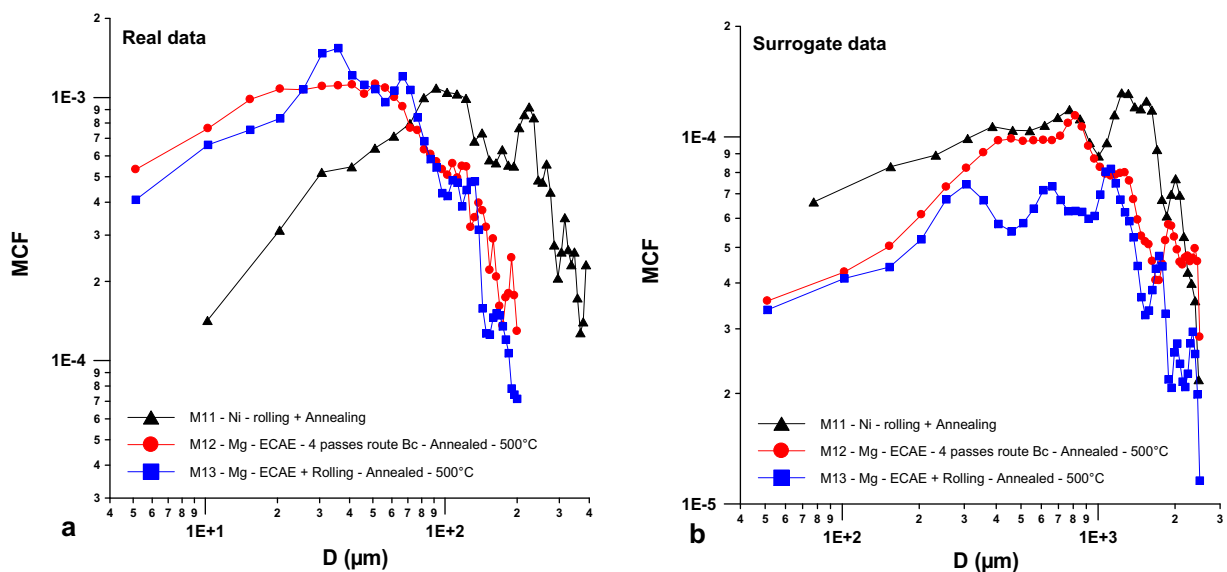 2
Real data
1E-3
9
8
7
6
5
4
3
2
MCF
1E-4
9
8
7
6
5
4
3
M11 - Ni - rolling + Annealing
M12 - Mg - ECAE - 4 passes route Bc - Annealed - 500°C
M13 - Mg - ECAE + Rolling - Annealed - 500°C
4 5 6 7 8 9 2 3 4 5 6 7 8 9 2 3 4
1E+1 1E+2
a
D (µm)
2
Surrogate data
1E-4
9
8
7
6
5
4
3
2
MCF
1E-5
M11 - Ni - rolling + Annealing
M12 - Mg - ECAE - 4 passes route Bc - Annealed - 500°C
M13 - Mg - ECAE + Rolling - Annealed - 500°C
4 5 6 7 8 9 2 3 4 5 6 7 8 9 2 3
1E+2 1E+3
b
D (µm)